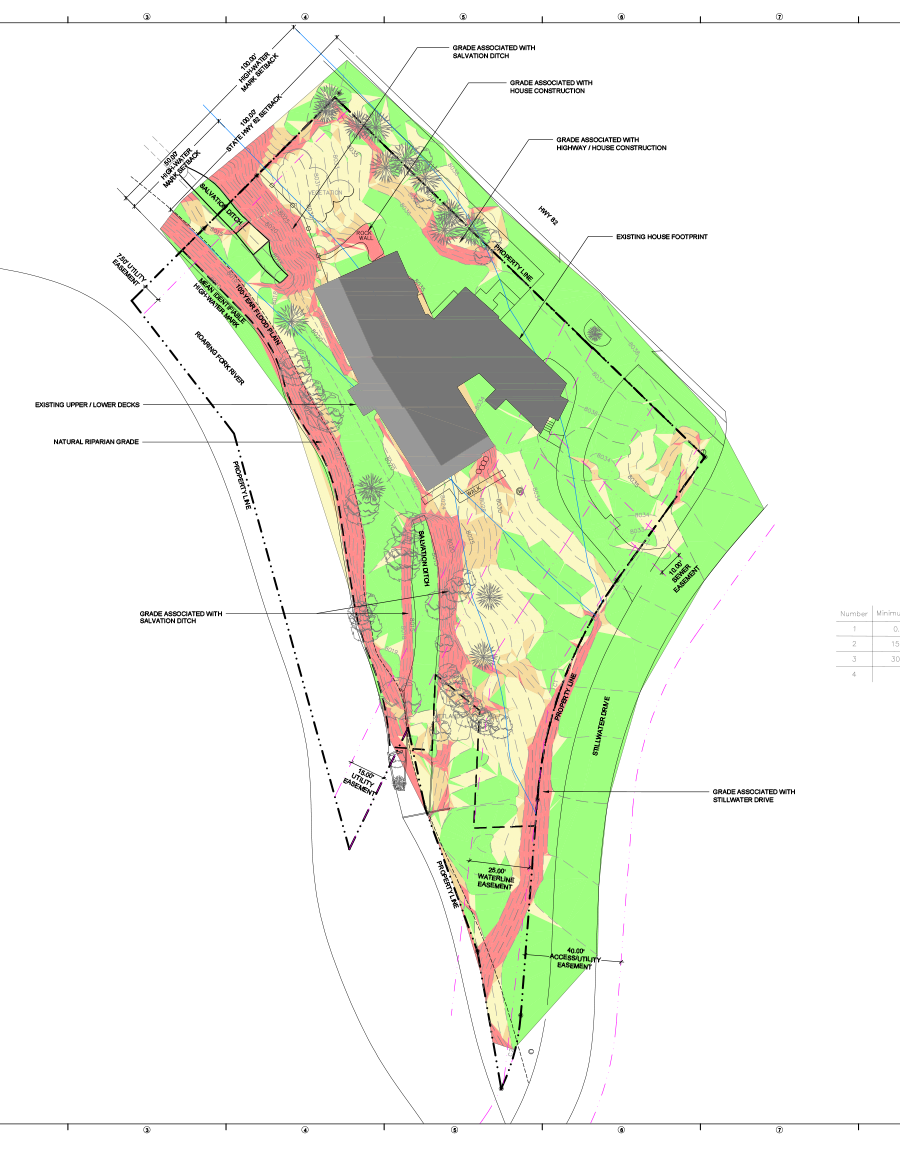 ③ ④ ⑤ ⑥ ⑦
GRADE ASSOCIATED WITH
SALVATION DITCH
GRADE ASSOCIATED WITH
HOUSE CONSTRUCTION
GRADE ASSOCIATED WITH
HIGHWAY / HOUSE CONSTRUCTION
100.00'
HIGH-WATER
MARK SETBACK
100.00'
STATE HWY 82 SETBACK
50.00'
HIGH-WATER
MARK SETBACK
SALVATION DITCH
VEGETATION
ROCK
WALL
HWY 82
EXISTING HOUSE FOOTPRINT
PROPERTY LINE
7.50' UTILITY
EASEMENT
MEAN IDENTIFIABLE
HIGH-WATER MARK
100-YEAR FLOOD PLAIN
ROARING FORK RIVER
EXISTING UPPER / LOWER DECKS
NATURAL RIPARIAN GRADE
PROPERTY LINE
WALK
SALVATION DITCH
10.00'
SEWER
EASEMENT
GRADE ASSOCIATED WITH
SALVATION DITCH
Number
1 0.
2 15
3 30
4
PROPERTY LINE
STILLWATER DRIVE
15.00'
UTILITY
EASEMENT
GRADE ASSOCIATED WITH
STILLWATER DRIVE
25.00'
WATERLINE
EASEMENT
PROPERTY LINE
40.00'
ACCESS/UTILITY
EASEMENT
③ ④ ⑤ ⑥ ⑦